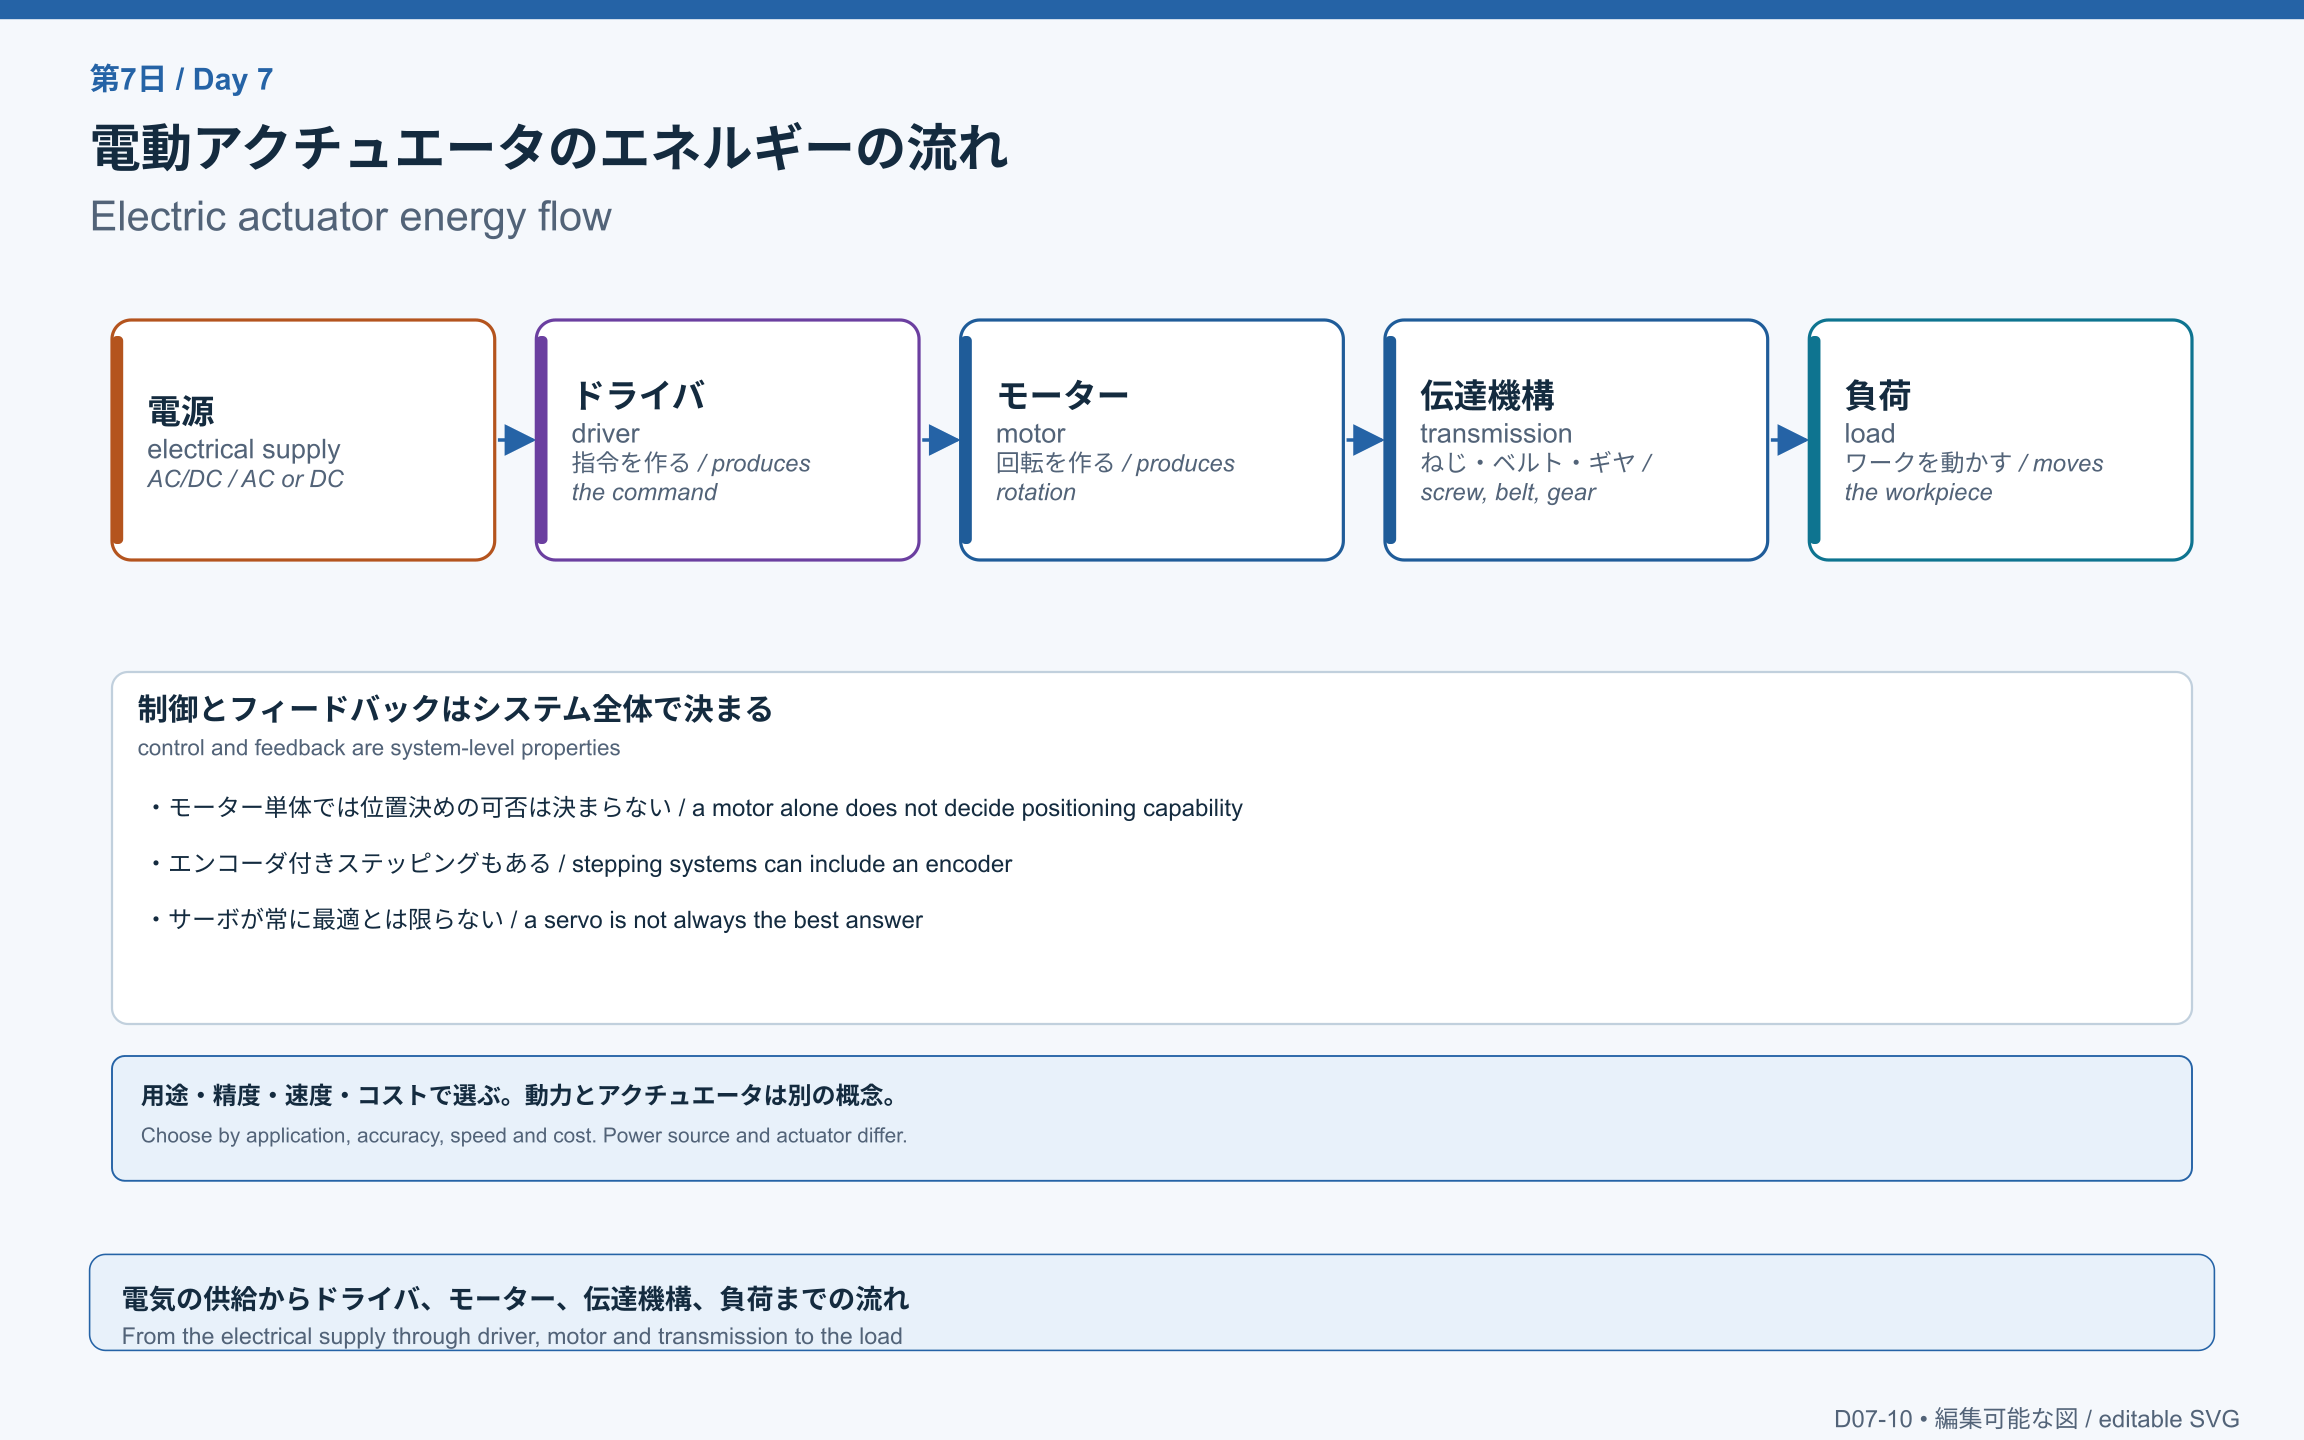 第7日 / Day 7
電動アクチュエータのエネルギーの流れ
Electric actuator energy flow
電源
electrical supply
AC/DC / AC or DC
ドライバ
driver
指令を作る / produces
the command
モーター
motor
回転を作る / produces
rotation
伝達機構
transmission
ねじ・ベルト・ギヤ /
screw, belt, gear
負荷
load
ワークを動かす / moves
the workpiece
制御とフィードバックはシステム全体で決まる
control and feedback are system-level properties
・モーター単体では位置決めの可否は決まらない / a motor alone does not decide positioning capability
・エンコーダ付きステッピングもある / stepping systems can include an encoder
・サーボが常に最適とは限らない / a servo is not always the best answer
用途・精度・速度・コストで選ぶ。動力とアクチュエータは別の概念。
Choose by application, accuracy, speed and cost. Power source and actuator differ.
電気の供給からドライバ、モーター、伝達機構、負荷までの流れ
From the electrical supply through driver, motor and transmission to the load
D07-10 • 編集可能な図 / editable SVG